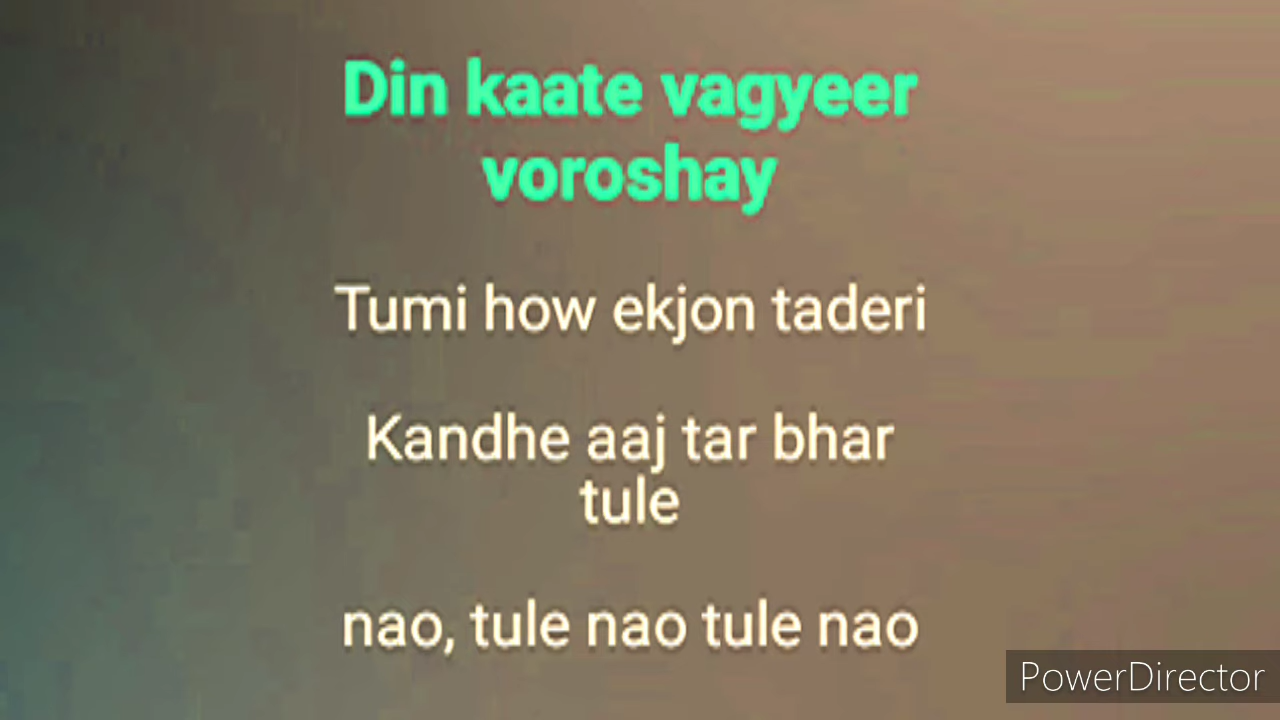 Din kaate vagyeer
voroshay
Tumi how ekjon taderi
Kandhe aaj tar bhar
tule
nao, tule nao tule nao
PowerDirector